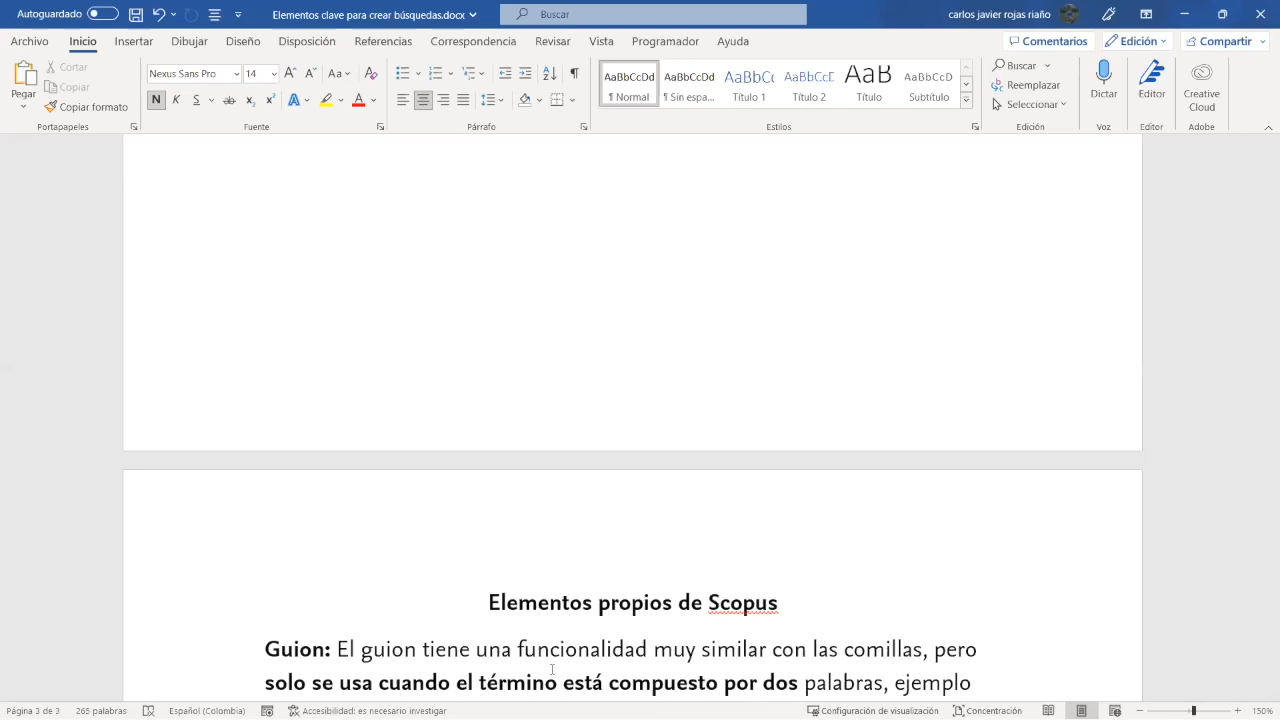 Autoguardado
Elementos clave para crear búsquedas.docx
Buscar
carlos javier rojas riaño
Archivo Inicio Insertar Dibujar Diseño Disposición Referencias Correspondencia Revisar Vista Programador Ayuda
Comentarios Edición Compartir
Pegar
Cortar
Copiar
Copiar formato
Portapapeles
Nexus Sans Pro 14
Aa
N K S ab x₂ x² A A
Fuente
Párrafo
AaBbCcDd AaBbCcDd AaBbCc AaBbCcD AaB AaBbCcD
¶ Normal ¶ Sin espa... Título 1 Título 2 Título Subtítulo
Estilos
Buscar
Reemplazar
Seleccionar
Edición
Dictar
Voz
Editor
Editor
Creative
Cloud
Adobe
Elementos propios de Scopus
Guion: El guion tiene una funcionalidad muy similar con las comillas, pero
solo se usa cuando el término está compuesto por dos palabras, ejemplo
Página 3 de 3 265 palabras Español (Colombia) Accesibilidad: es necesario investigar Configuración de visualización Concentración 150%